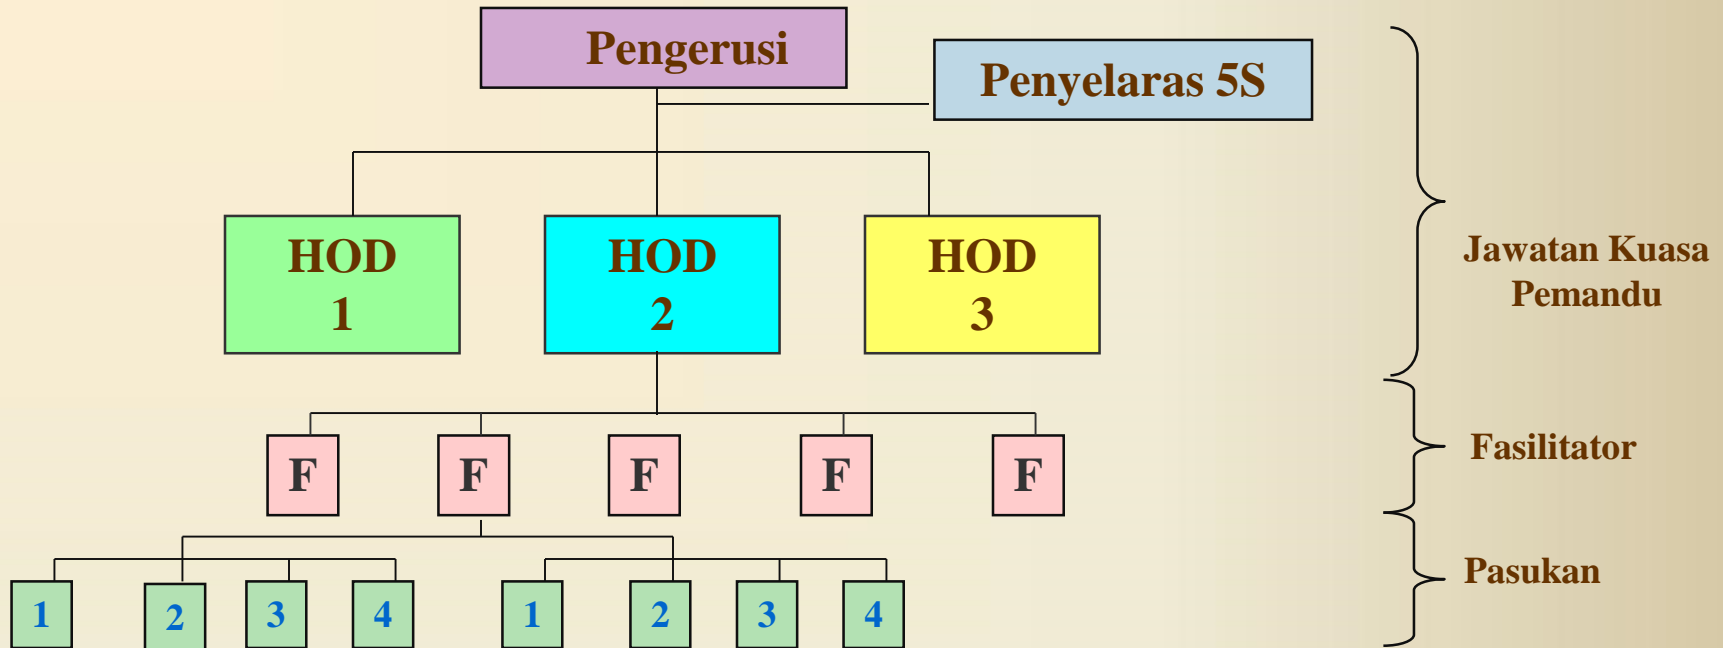 Pengerusi
Penyelaras 5S
HOD
1
HOD
2
HOD
3
Jawatan Kuasa
Pemandu
F
F
F
F
F
Fasilitator
1
2
3
4
1
2
3
4
Pasukan